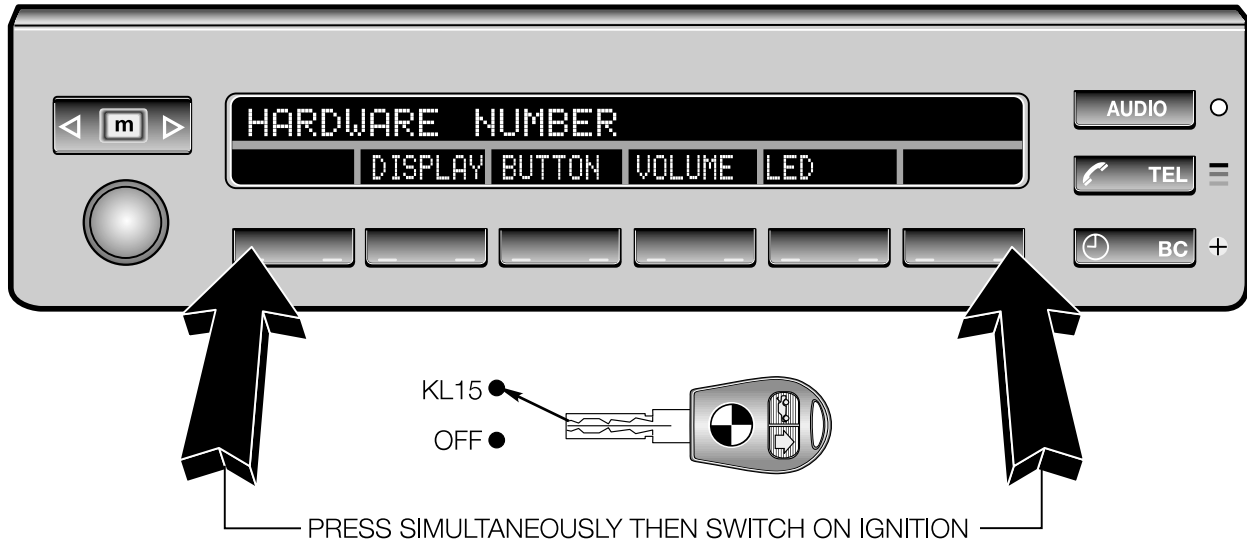 m
HARDWARE NUMBER
DISPLAY BUTTON VOLUME LED
AUDIO
TEL
BC +
KL15
OFF
PRESS SIMULTANEOUSLY THEN SWITCH ON IGNITION